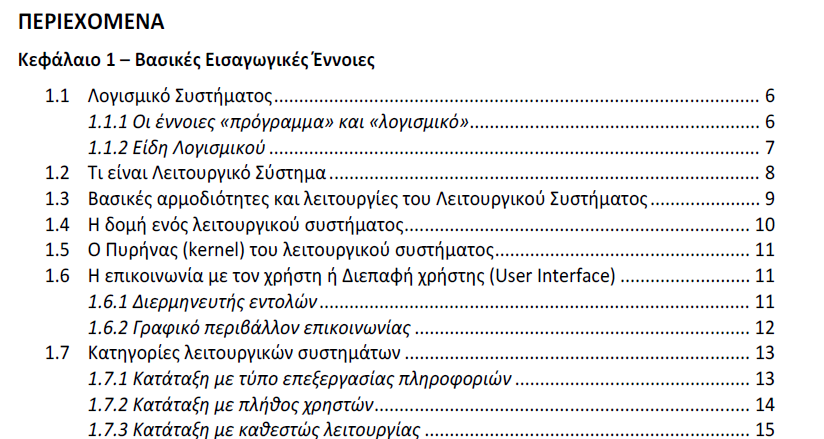 ΠΕΡΙΕΧΟΜΕΝΑ
Κεφάλαιο 1 – Βασικές Εισαγωγικές Έννοιες
1.1 Λογισμικό Συστήματος 6
1.1.1 Οι έννοιες «πρόγραμμα» και «λογισμικό» 6
1.1.2 Είδη Λογισμικού 7
1.2 Τι είναι Λειτουργικό Σύστημα 8
1.3 Βασικές αρμοδιότητες και λειτουργίες του Λειτουργικού Συστήματος 9
1.4 Η δομή ενός λειτουργικού συστήματος 10
1.5 Ο Πυρήνας (kernel) του λειτουργικού συστήματος 11
1.6 Η επικοινωνία με τον χρήστη ή Διεπαφή χρήστης (User Interface) 11
1.6.1 Διερμηνευτής εντολών 11
1.6.2 Γραφικό περιβάλλον επικοινωνίας 12
1.7 Κατηγορίες λειτουργικών συστημάτων 13
1.7.1 Κατάταξη με τύπο επεξεργασίας πληροφοριών 13
1.7.2 Κατάταξη με πλήθος χρηστών 14
1.7.3 Κατάταξη με καθεστώς λειτουργίας 15